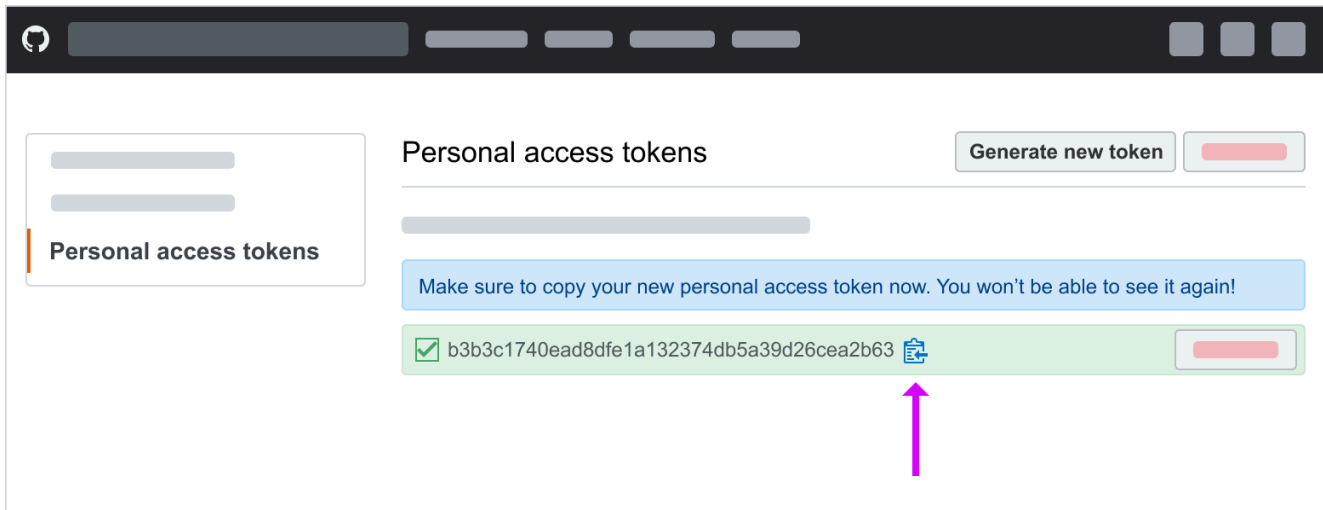 Personal access tokens
Generate new token
Personal access tokens
Make sure to copy your new personal access token now. You won’t be able to see it again!
b3b3c1740ead8dfe1a132374db5a39d26cea2b63